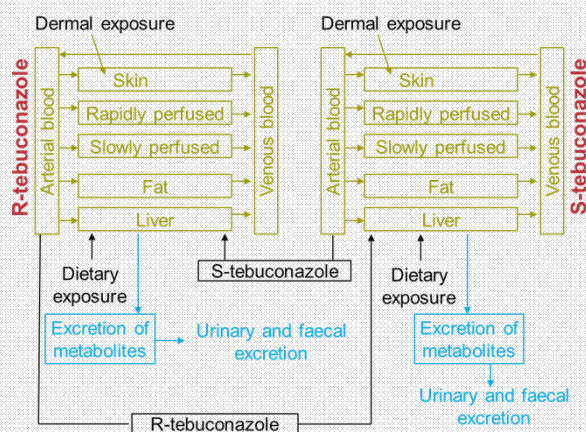 Dermal exposure
R-tebuconazole
Arterial blood
Skin
Rapidly perfused
Slowly perfused
Fat
Liver
Venous blood
Dietary
exposure
Excretion of
metabolites
Urinary and faecal
excretion
S-tebuconazole
R-tebuconazole
Dermal exposure
Arterial blood
Skin
Rapidly perfused
Slowly perfused
Fat
Liver
Venous blood
S-tebuconazole
Dietary
exposure
Excretion of
metabolites
Urinary and faecal
excretion